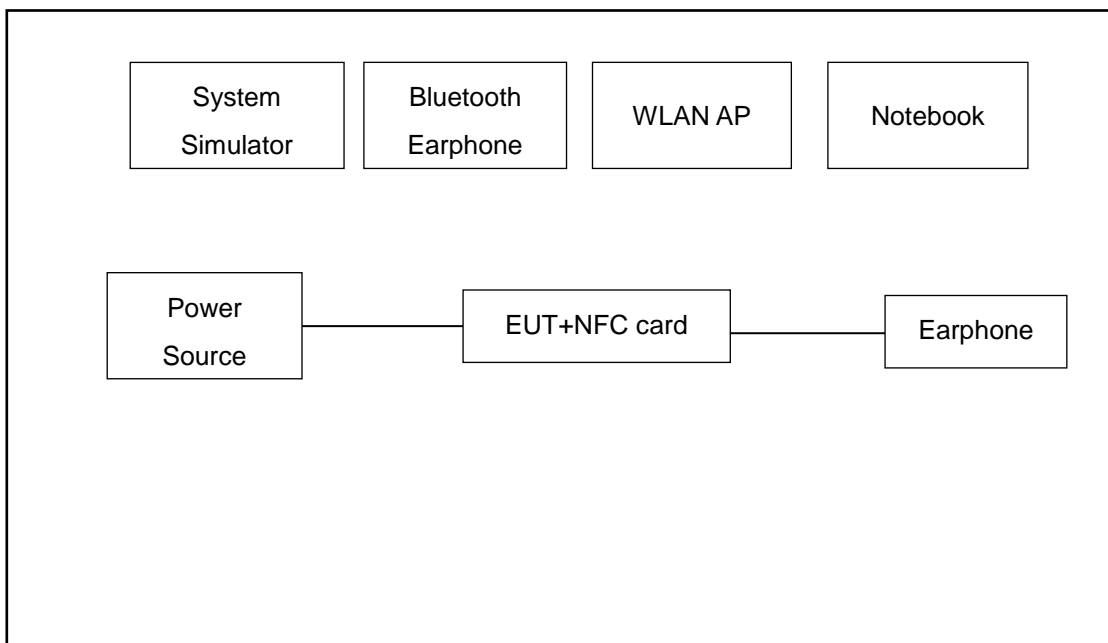 System
Simulator
Bluetooth
Earphone
WLAN AP
Notebook
Power
Source
EUT+NFC card
Earphone